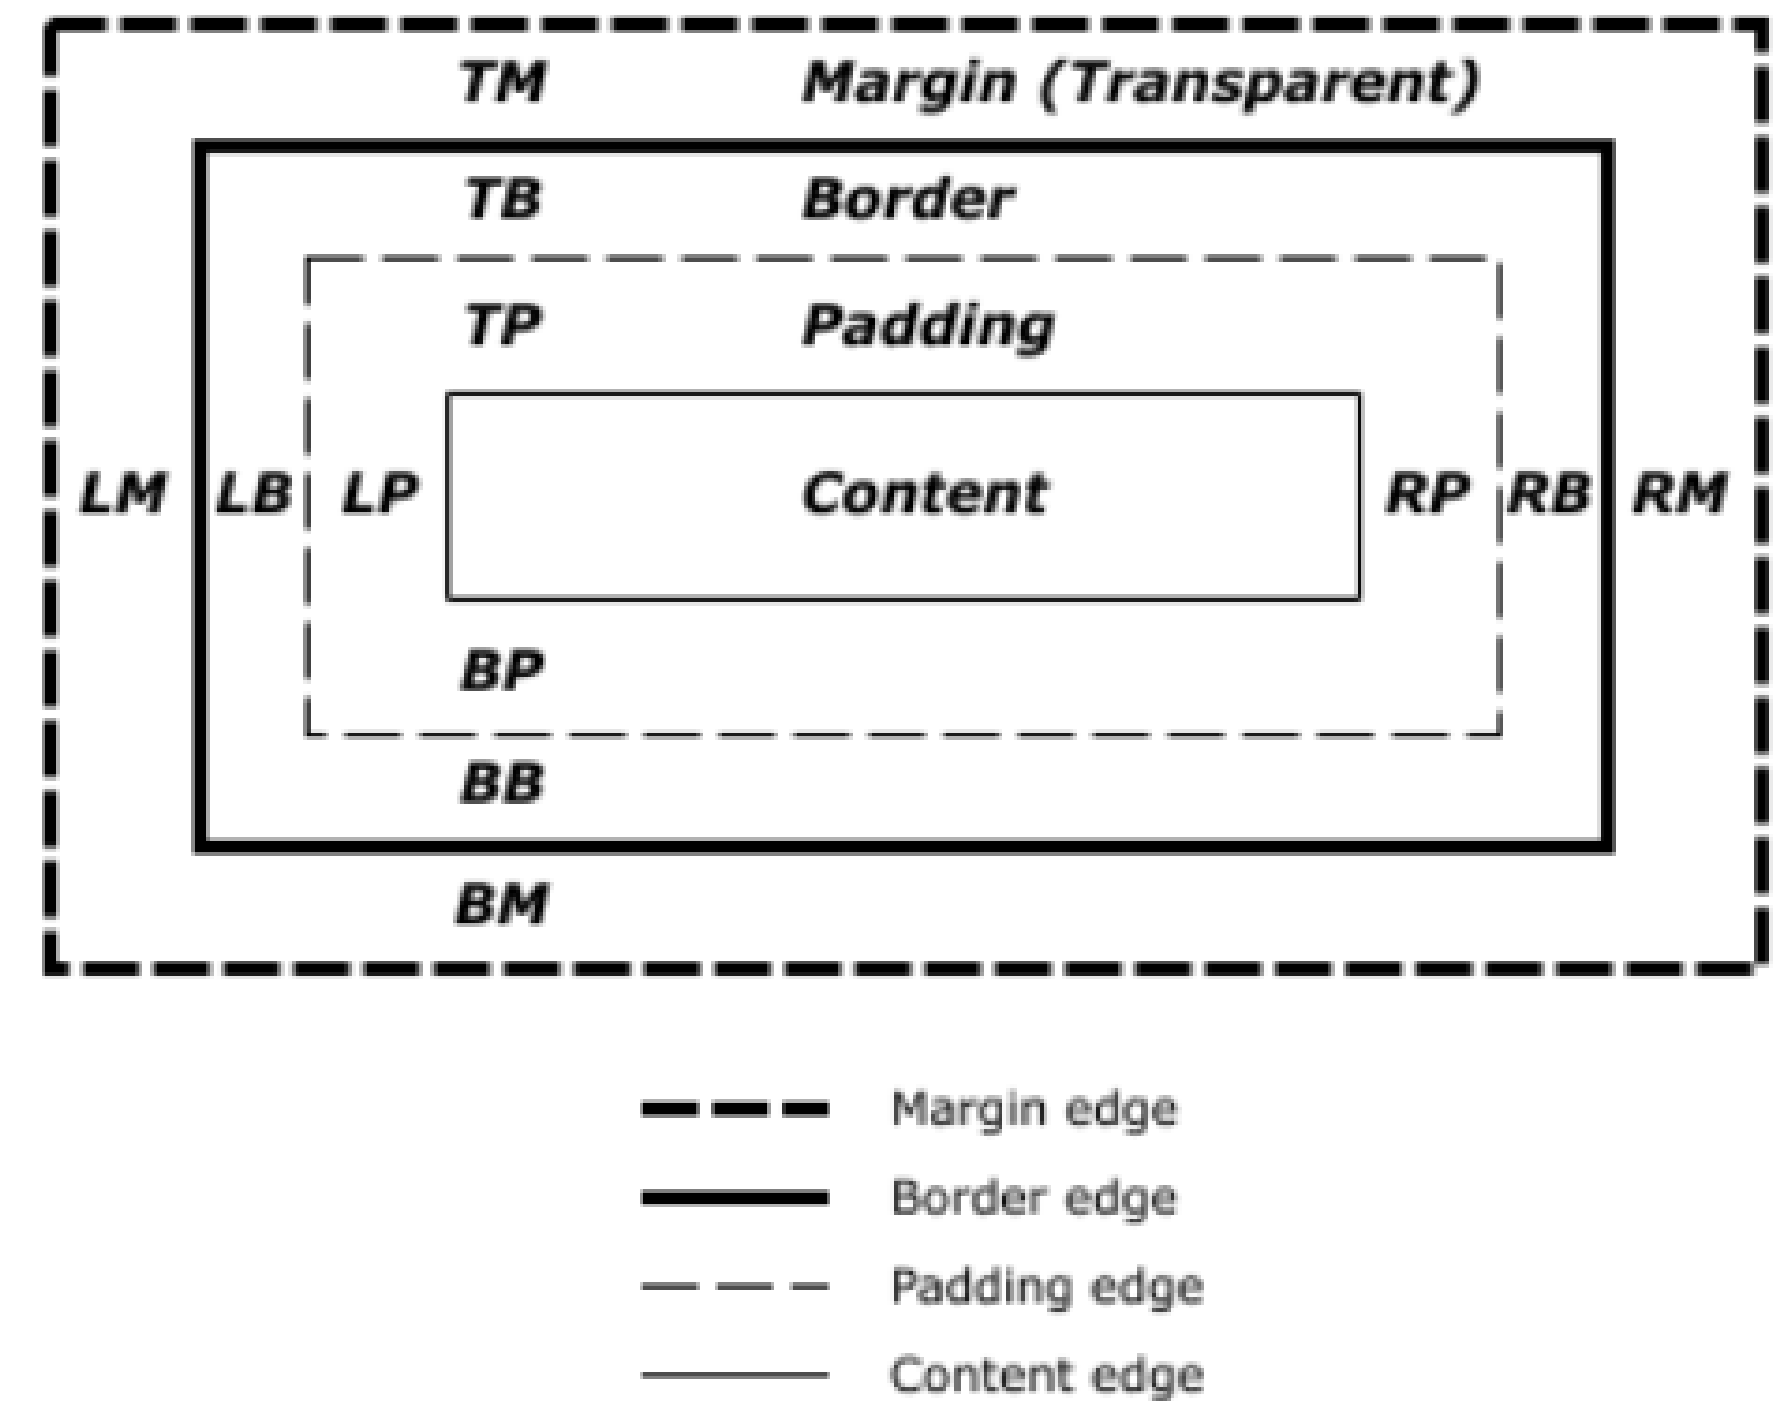 TM Margin (Transparent)
TB Border
TP Padding
LM LB LP Content RP RB RM
BP
BB
BM
Margin edge
Border edge
Padding edge
Content edge